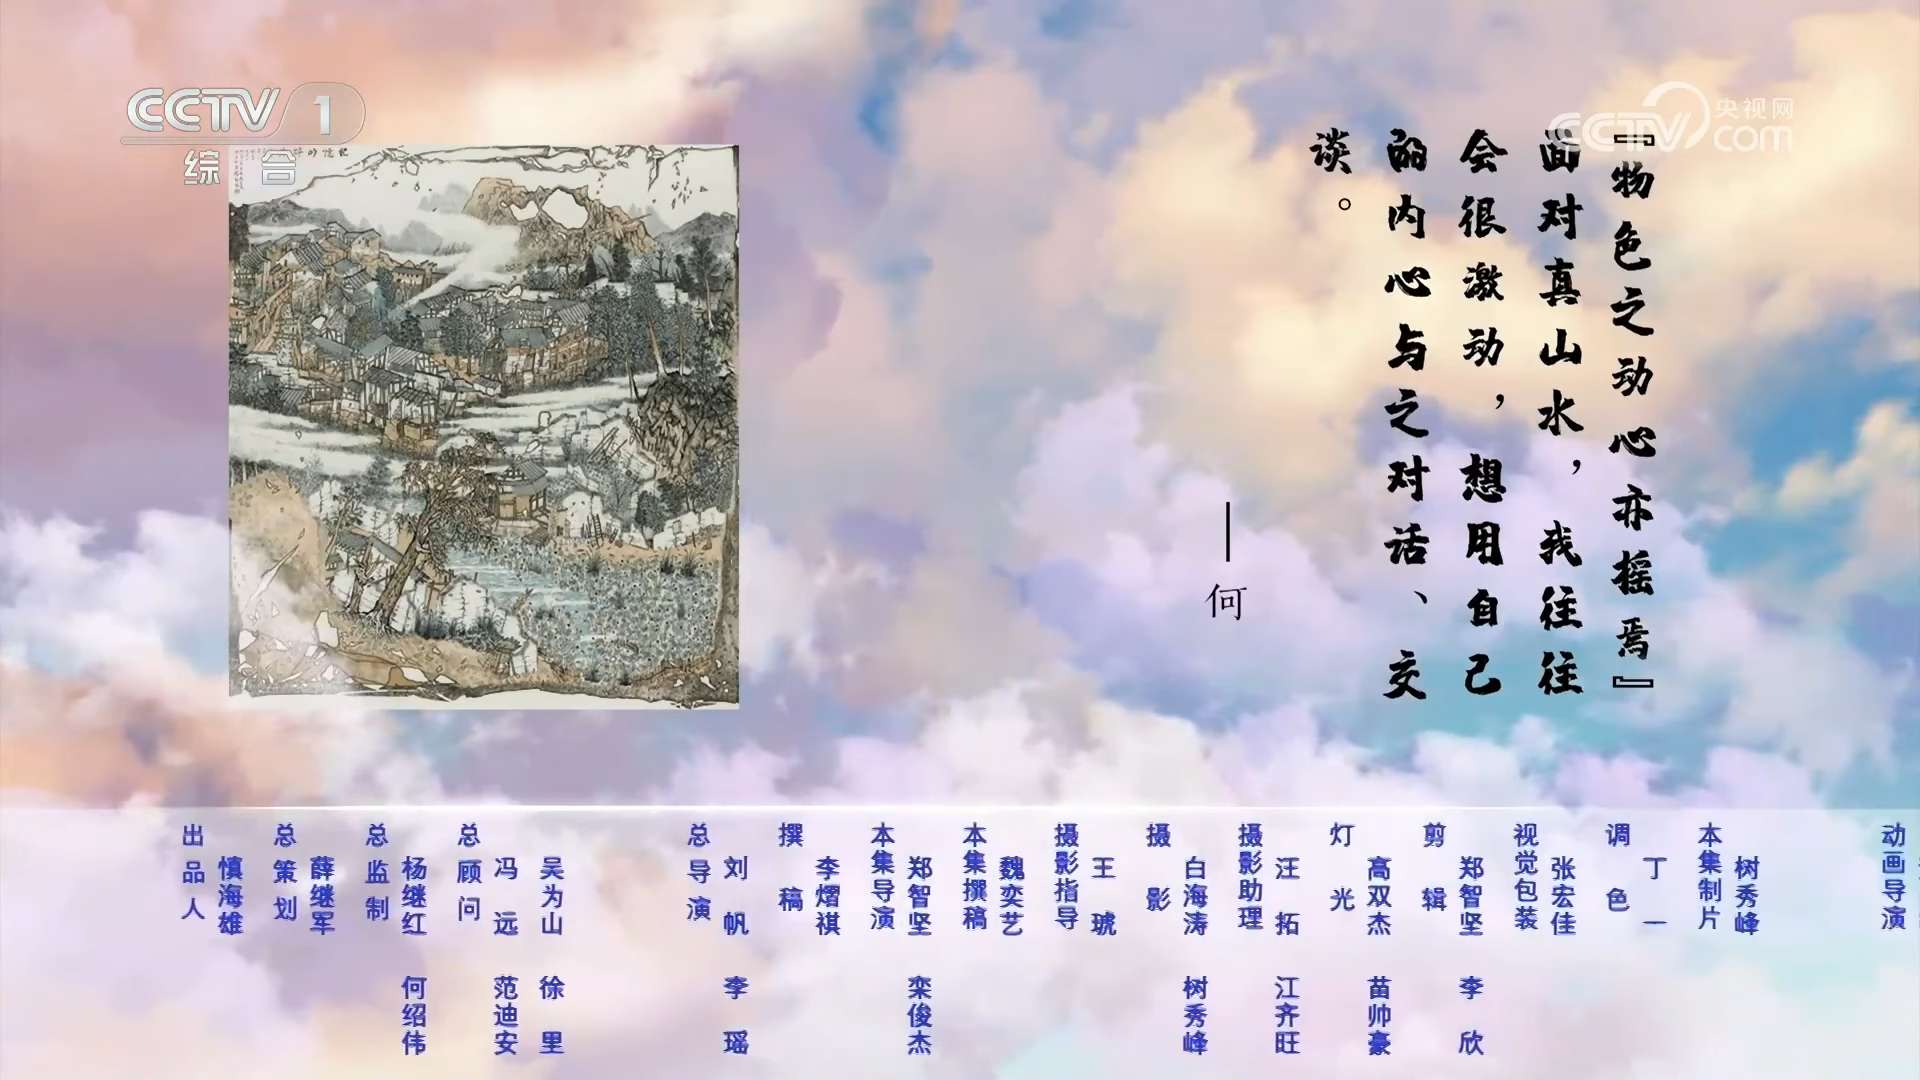 CCTV 1
综合
央视网
CCTV.com
『物色之动心亦摇焉』
面对真山水，我往往
会很激动，想用自己
的内心与之对话、交
谈。
——何
出品人
慎海雄
总策划
薛继军
总监制
杨继红 何绍伟
总顾问
冯远 范迪安
吴为山 徐里
总导演
刘帆 李瑶
撰稿
李熠祺
本集导演
郑智坚 栾俊杰
本集撰稿
魏奕艺
摄影指导
王琥
摄影
白海涛 树秀峰
摄影助理
汪拓 江齐旺
灯光
高双杰 苗帅豪
剪辑
郑智坚 李欣
视觉包装
张宏佳
调色
丁一
本集制片
树秀峰
动画导演